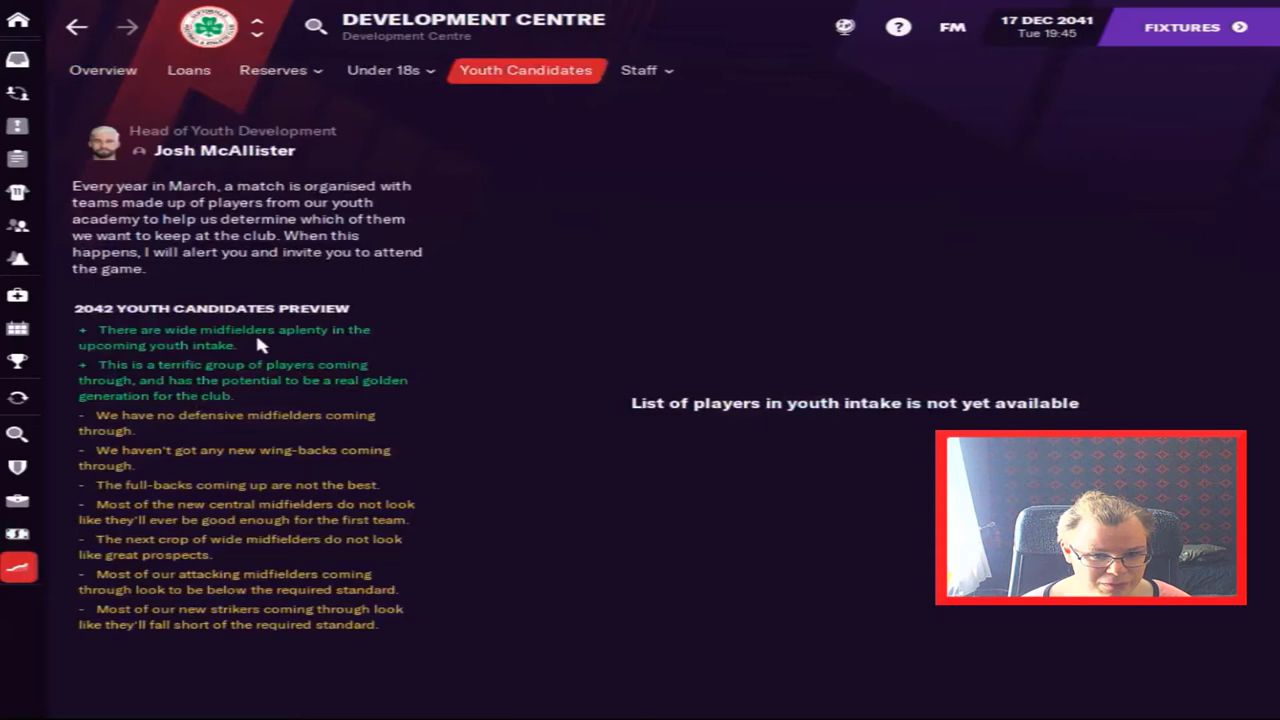 DEVELOPMENT CENTRE
Development Centre
FM
17 DEC 2041
Tue 19:45
FIXTURES
Overview
Loans
Reserves
Under 18s
Youth Candidates
Staff
Head of Youth Development
Josh McAllister
Every year in March, a match is organised with
teams made up of players from our youth
academy to help us determine which of them
we want to keep at the club. When this
happens, I will alert you and invite you to attend
the game.
2042 YOUTH CANDIDATES PREVIEW
+ There are wide midfielders aplenty in the
upcoming youth intake.
+ This is a terrific group of players coming
through, and has the potential to be a real golden
generation for the club.
- We have no defensive midfielders coming
through.
- We haven't got any new wing-backs coming
through.
- The full-backs coming up are not the best.
- Most of the new central midfielders do not look
like they'll ever be good enough for the first team.
- The next crop of wide midfielders do not look
like great prospects.
- Most of our attacking midfielders coming
through look to be below the required standard.
- Most of our new strikers coming through look
like they'll fall short of the required standard.
List of players in youth intake is not yet available